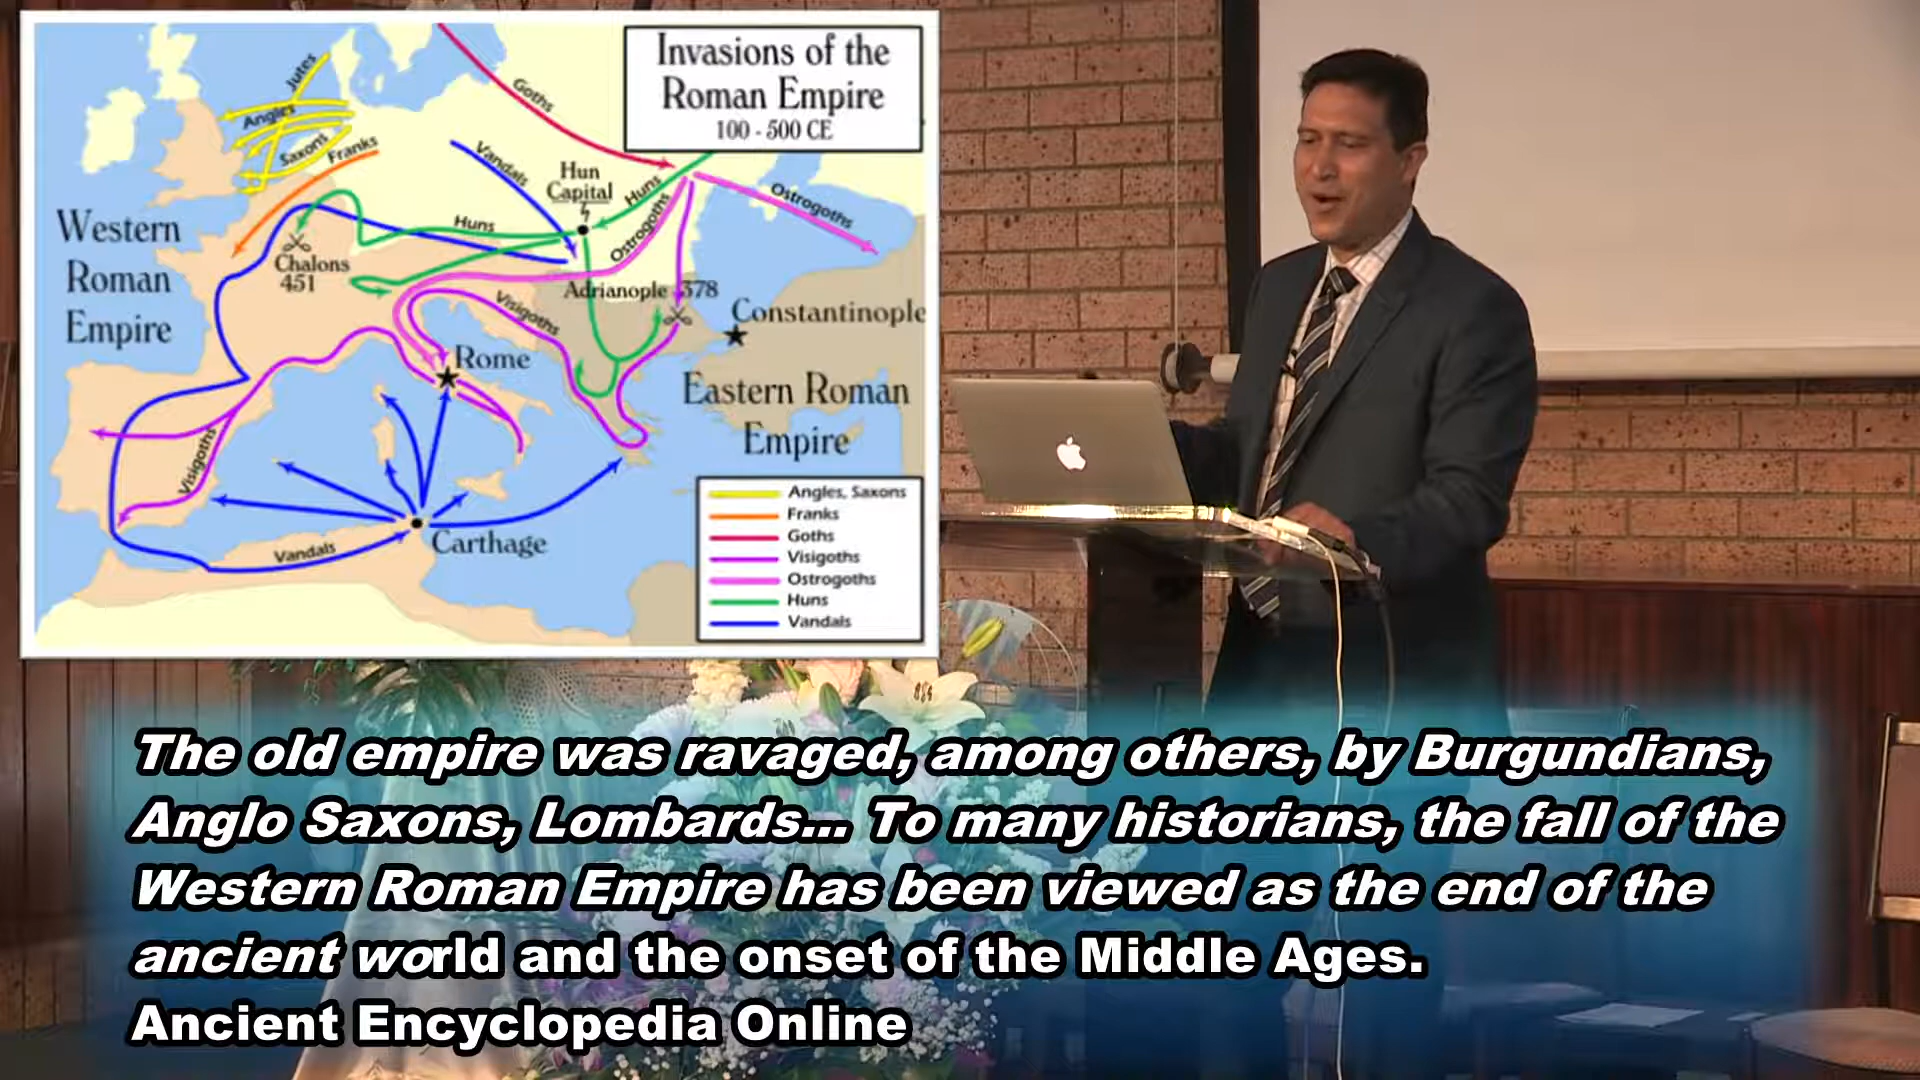 Invasions of the
Roman Empire
100 - 500 CE
Jutes
Angles
Saxons
Franks
Goths
Vandals
Hun
Capital
Huns
Ostrogoths
Ostrogoths
Huns
Western
Roman
Empire
Chalons
451
Adrianople 378
Visigoths
Constantinople
Rome
Eastern Roman
Empire
Visigoths
Vandals
Carthage
Angles, Saxons
Franks
Goths
Visigoths
Ostrogoths
Huns
Vandals
The old empire was ravaged, among others, by Burgundians,
Anglo Saxons, Lombards... To many historians, the fall of the
Western Roman Empire has been viewed as the end of the
ancient world and the onset of the Middle Ages.
Ancient Encyclopedia Online